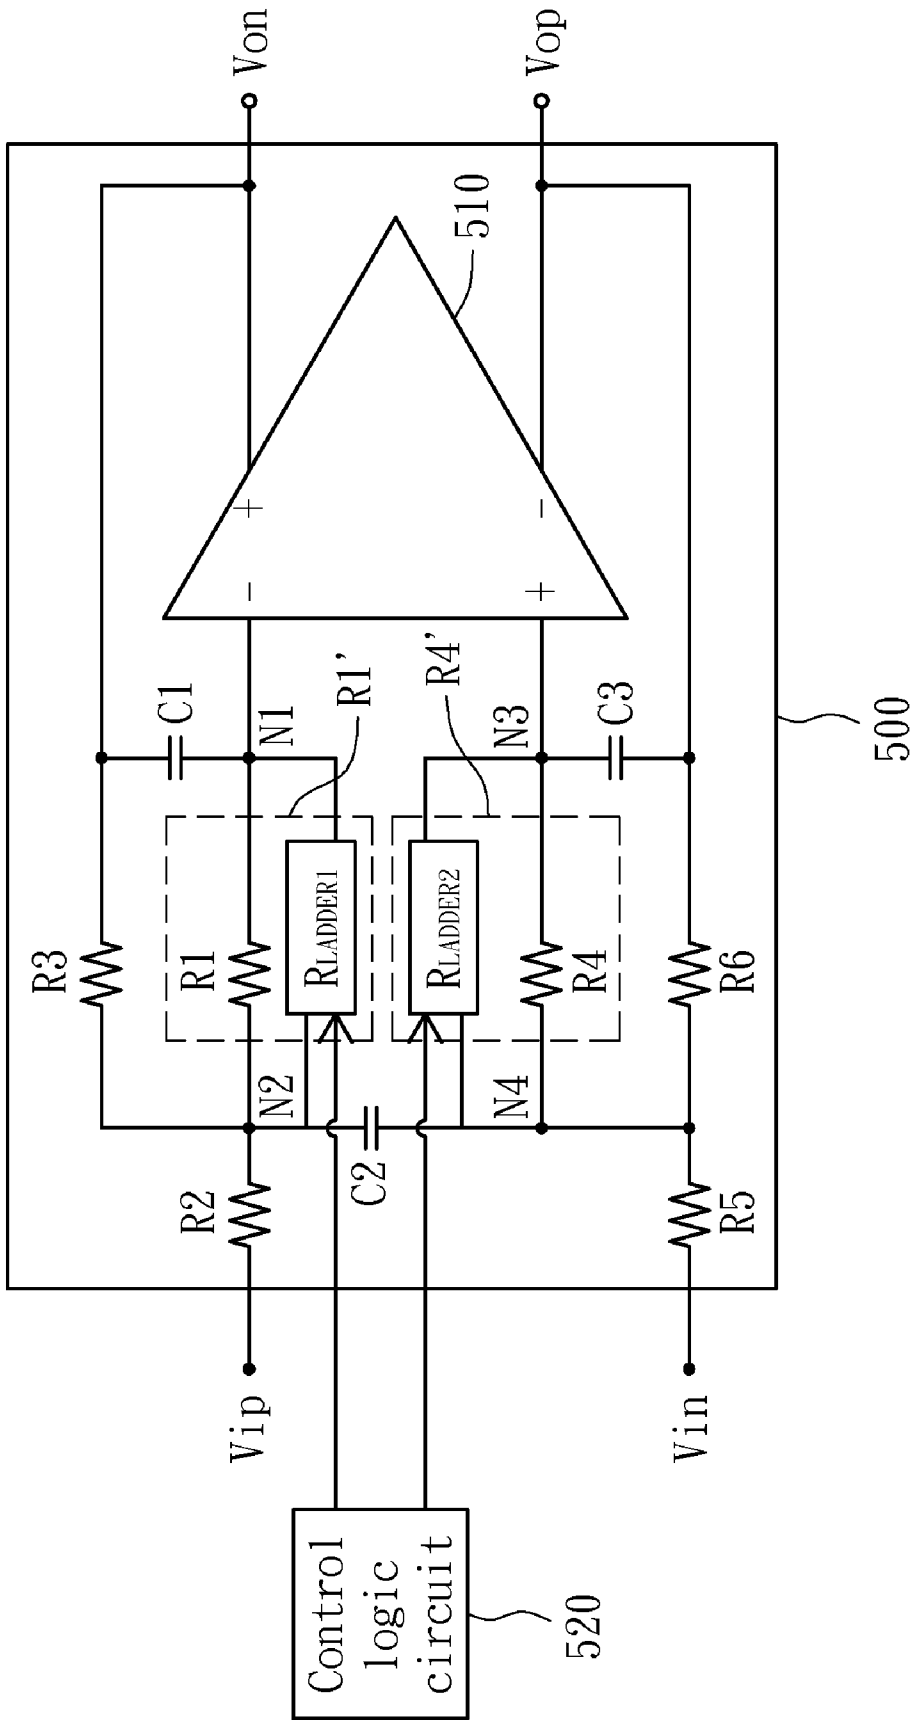 Von
Vop
510
C1
N1
R1'
R4'
N3
C3
500
R3
R1
RLADDER1
RLADDER2
R4
R6
N2
N4
R2
C2
R5
Vip
Vin
Control
logic
circuit
520
+
-
-
+